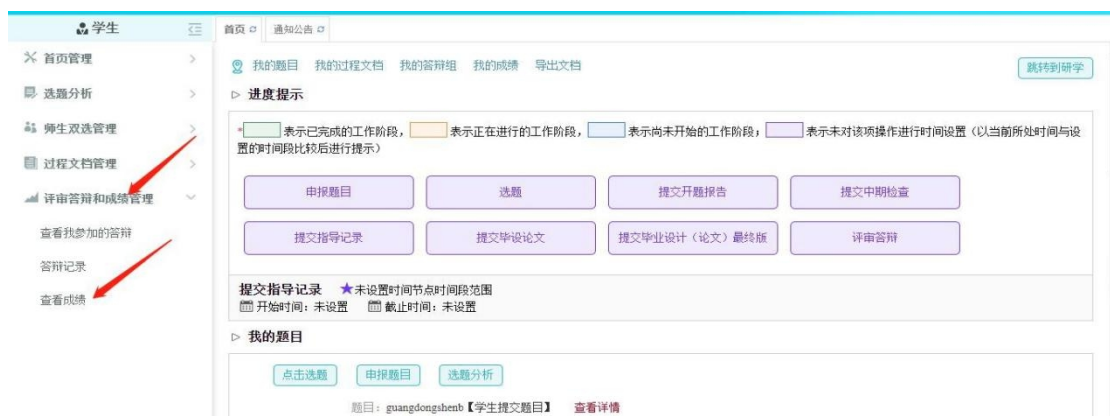 学生
首页 通知公告
首页管理
选题分析
师生双选管理
过程文档管理
评审答辩和成绩管理
查看我参加的答辩
答辩记录
查看成绩
我的题目 我的过程文档 我的答辩组 我的成绩 导出文档
跳转到研学
进度提示
* 表示已完成的工作阶段， 表示正在进行的工作阶段， 表示尚未开始的工作阶段， 表示未对该项操作进行时间设置（以当前所处时间与设
置的时间段比较后进行提示）
申报题目 选题 提交开题报告 提交中期检查
提交指导记录 提交毕设论文 提交毕业设计（论文）最终版 评审答辩
提交指导记录 ★未设置时间节点时间段范围
开始时间：未设置 截止时间：未设置
我的题目
点击选题 申报题目 选题分析
题目：guangdongshenb【学生提交题目】 查看详情